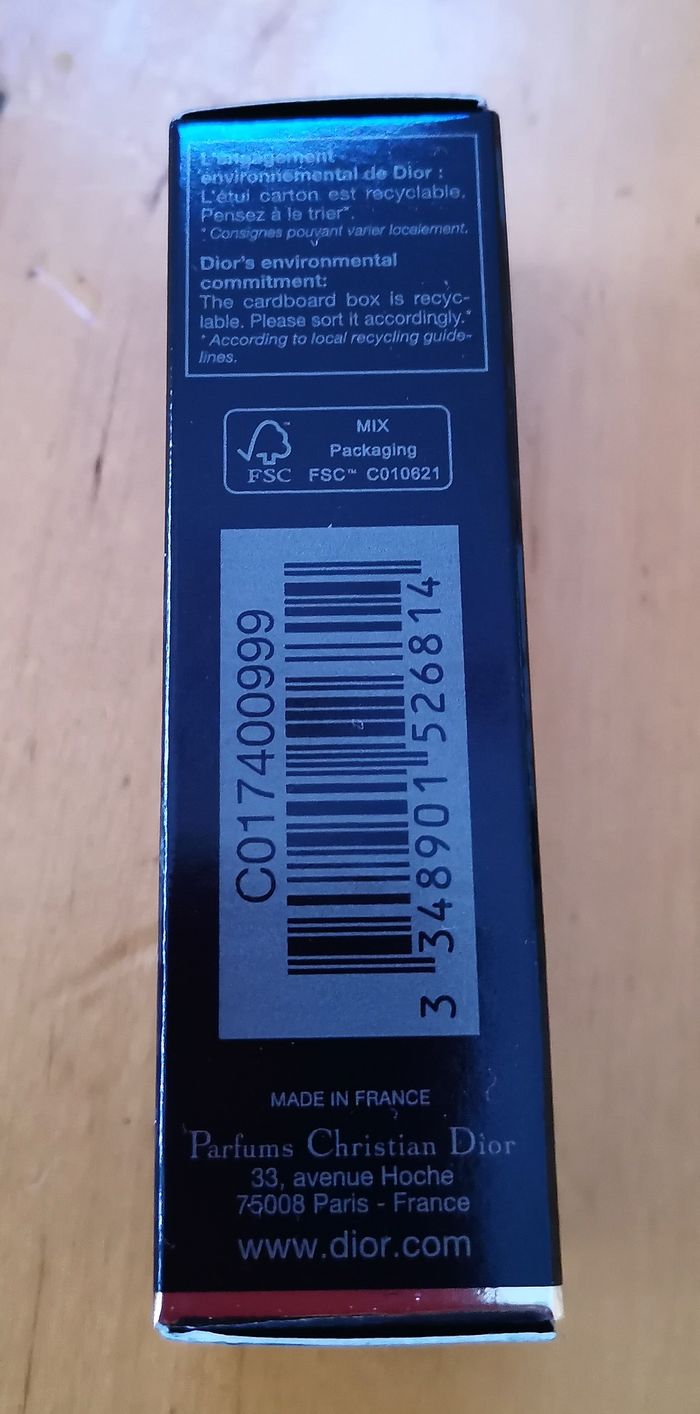 L'Engagement
environnemental de Dior :
L'étui carton est recyclable.
Pensez à le trier*.
* Consignes pouvant varier localement.
Dior's environmental
commitment:
The cardboard box is recyc-
lable. Please sort it accordingly.*
* According to local recycling guide-
lines.
FSC™
MIX
Packaging
FSC™ C010621
C017400999
3 348901 526814
MADE IN FRANCE
Parfums Christian Dior
33, avenue Hoche
75008 Paris - France
www.dior.com